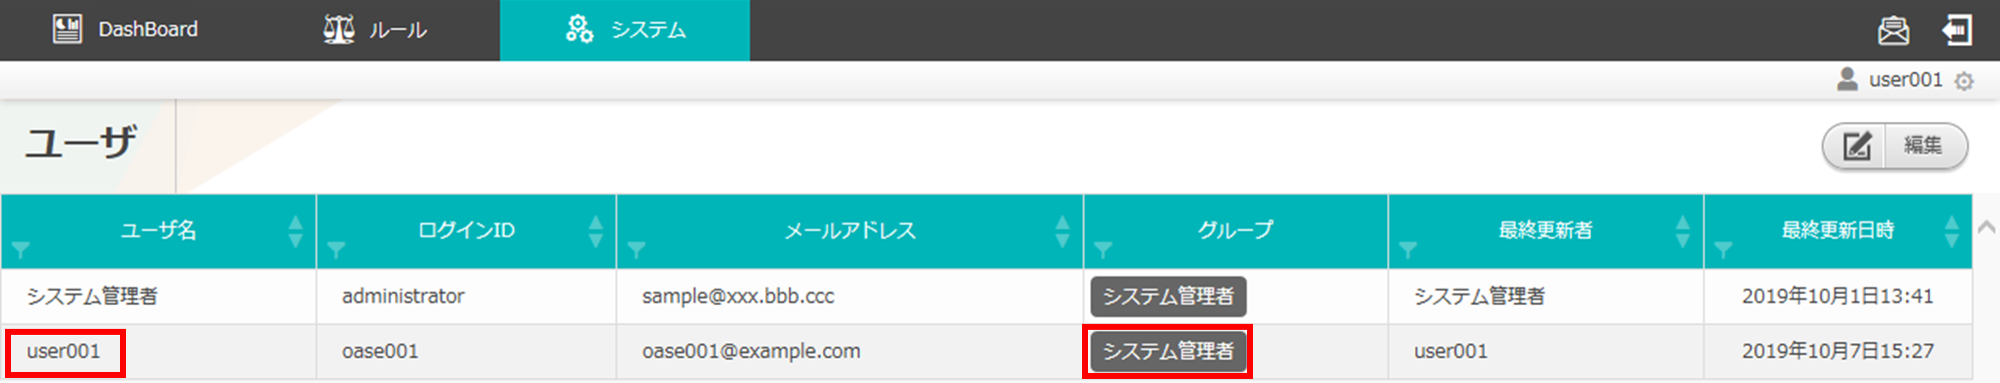 DashBoard ルール システム
user001
ユーザ
編集
ユーザ名 ログインID メールアドレス グループ 最終更新者 最終更新日時
システム管理者 administrator sample@xxx.bbb.ccc システム管理者 システム管理者 2019年10月1日13:41
user001 oase001 oase001@example.com システム管理者 user001 2019年10月7日15:27